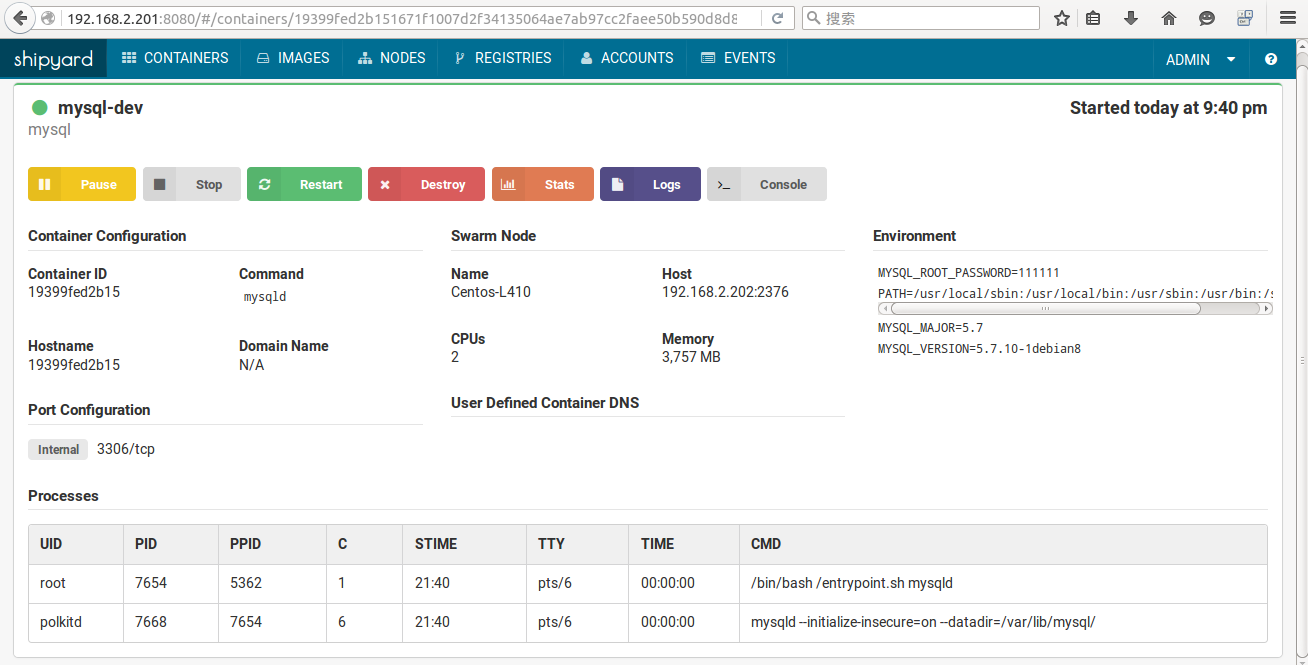 192.168.2.201:8080/#/containers/19399fed2b151671f1007d2f34135064ae7ab97cc2faee50b590d8d8
搜索
shipyard CONTAINERS IMAGES NODES REGISTRIES ACCOUNTS EVENTS ADMIN ?
mysql-dev Started today at 9:40 pm
mysql
Pause Stop Restart Destroy Stats Logs >_ Console
Container Configuration
Container ID Command
19399fed2b15 mysqld
Hostname Domain Name
19399fed2b15 N/A
Port Configuration
Internal 3306/tcp
Swarm Node
Name Host
Centos-L410 192.168.2.202:2376
CPUs Memory
2 3,757 MB
User Defined Container DNS
Environment
MYSQL_ROOT_PASSWORD=111111
PATH=/usr/local/sbin:/usr/local/bin:/usr/sbin:/usr/bin:/s
MYSQL_MAJOR=5.7
MYSQL_VERSION=5.7.10-1debian8
Processes
UID PID PPID C STIME TTY TIME CMD
root 7654 5362 1 21:40 pts/6 00:00:00 /bin/bash /entrypoint.sh mysqld
polkitd 7668 7654 6 21:40 pts/6 00:00:00 mysqld --initialize-insecure=on --datadir=/var/lib/mysql/